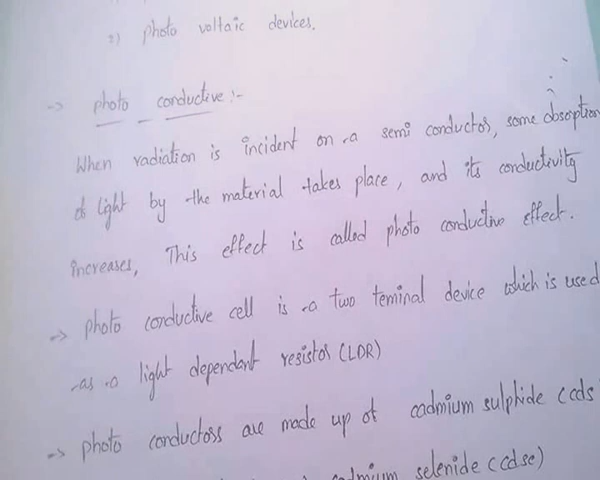 2) photo voltaic devices.
-> photo conductive :-
When radiation is incident on a semi conductor, some absorption
of light by the material takes place, and its conductivity
increases, This effect is called photo conductive effect.
-> photo conductive cell is a two teminal device which is used
as a light dependant resistor (LDR)
-> photo conductors are made up of cadmium sulphide (cds
cadmium selenide (cdse)